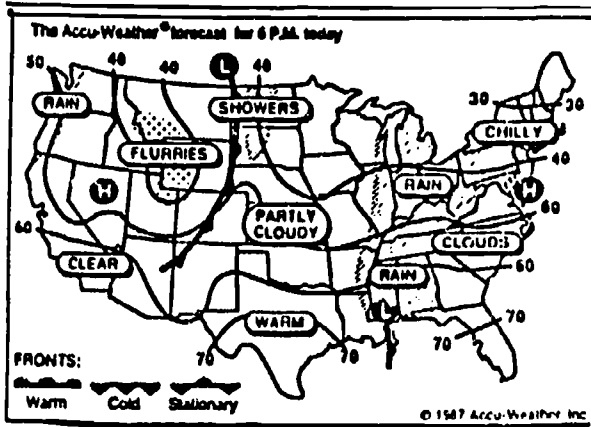 The Accu-Weather® forecast for 6 P.M. today
50 40 40 L 40
RAIN
SHOWERS
30 30
CHILLY
FLURRIES
40
H
RAIN
H
PARTLY
CLOUDY
60
60
CLOUDS
CLEAR
RAIN
60
L
WARM
70
70
70 70
FRONTS:
Warm Cold Stationary
© 1987 Accu-Weather, Inc.